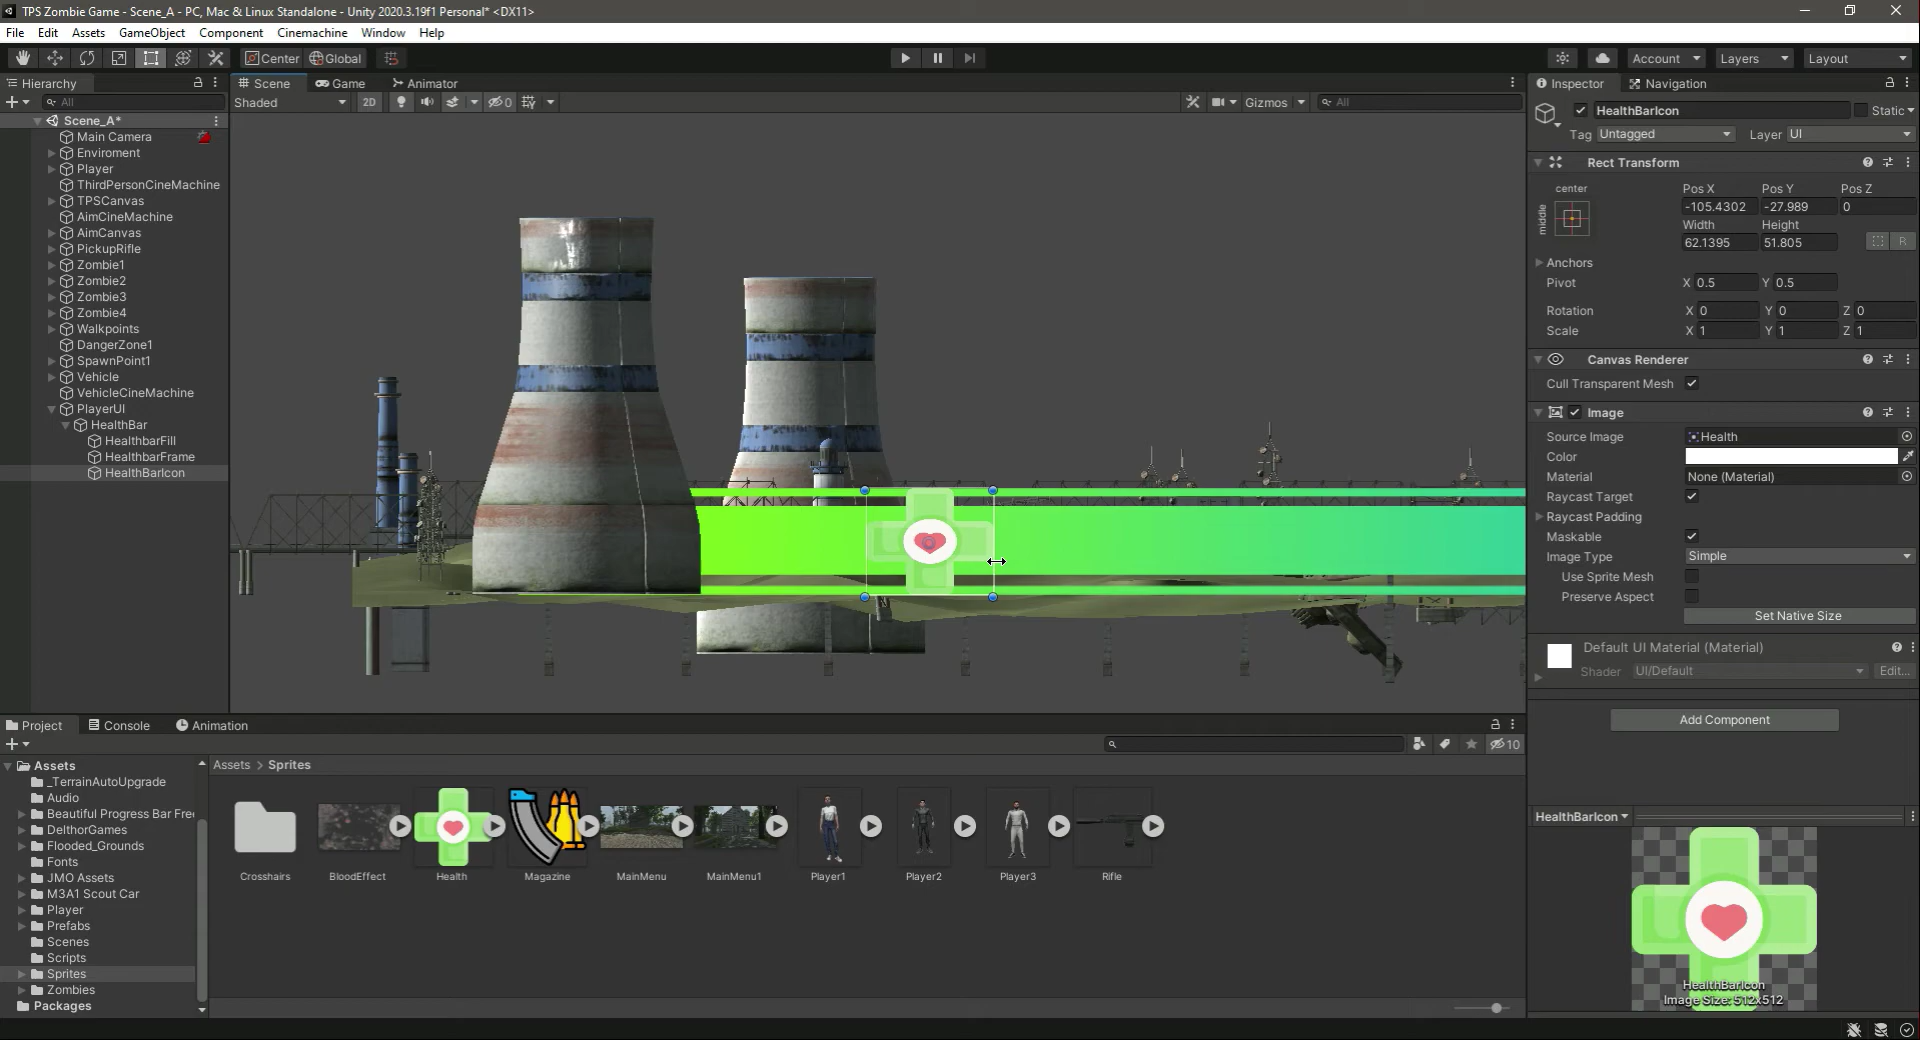 TPS Zombie Game - Scene_A - PC, Mac & Linux Standalone - Unity 2020.3.19f1 Personal* <DX11>
File Edit Assets GameObject Component Cinemachine Window Help
Center Global
Account Layers Layout
Hierarchy
All
Scene_A*
Main Camera
Enviroment
Player
ThirdPersonCineMachine
TPSCanvas
AimCineMachine
AimCanvas
PickupRifle
Zombie1
Zombie2
Zombie3
Zombie4
Walkpoints
DangerZone1
SpawnPoint1
Vehicle
VehicleCineMachine
PlayerUI
HealthBar
HealthbarFill
HealthbarFrame
HealthBarIcon
Scene Game Animator
Shaded 2D 0 Gizmos All
Inspector Navigation
HealthBarIcon Static
Tag Untagged Layer UI
Rect Transform
center Pos X Pos Y Pos Z
middle -105.4302 -27.989 0
Width Height
62.1395 51.805 R
Anchors
Pivot X 0.5 Y 0.5
Rotation X 0 Y 0 Z 0
Scale X 1 Y 1 Z 1
Canvas Renderer
Cull Transparent Mesh
Image
Source Image Health
Color
Material None (Material)
Raycast Target
Raycast Padding
Maskable
Image Type Simple
Use Sprite Mesh
Preserve Aspect
Set Native Size
Default UI Material (Material)
Shader UI/Default Edit...
Add Component
HealthBarIcon
HealthBarIcon
Image Size: 512x512
Project Console Animation
10
Assets
_TerrainAutoUpgrade
Audio
Beautiful Progress Bar Free
DelthorGames
Flooded_Grounds
Fonts
JMO Assets
M3A1 Scout Car
Player
Prefabs
Scenes
Scripts
Sprites
Zombies
Packages
Assets > Sprites
Crosshairs BloodEffect Health Magazine MainMenu MainMenu1 Player1 Player2 Player3 Rifle